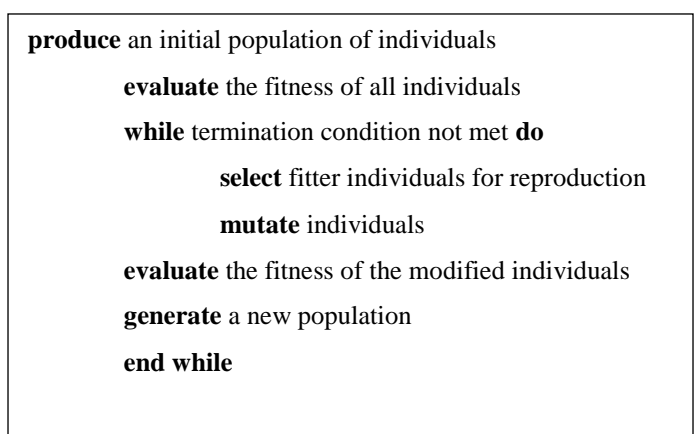 produce an initial population of individuals
evaluate the fitness of all individuals
while termination condition not met do
select fitter individuals for reproduction
mutate individuals
evaluate the fitness of the modified individuals
generate a new population
end while